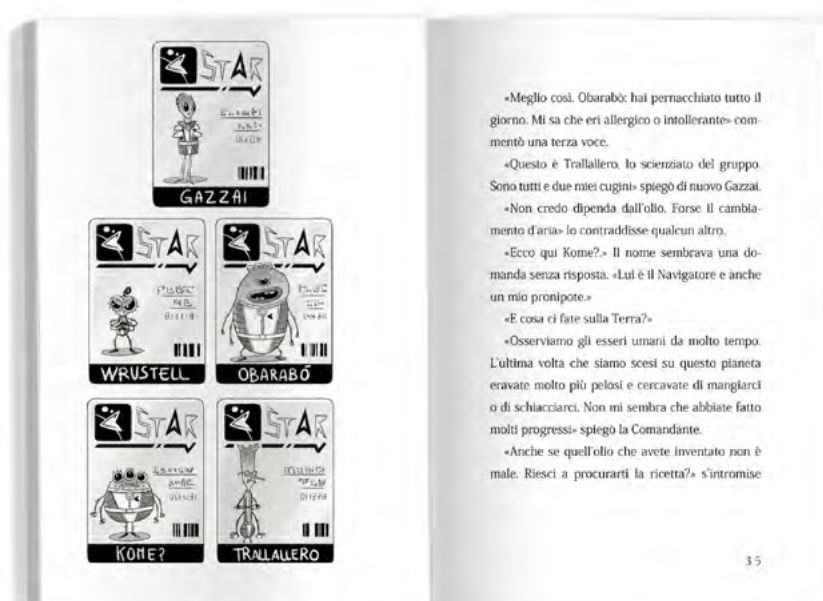 STAR
GAZZAI
STAR
WRUSTELL
STAR
OBARABÓ
STAR
KOME?
STAR
TRALLALLERO
«Meglio così. Obarabò: hai pernacchiato tutto il
giorno. Mi sa che eri allergico o intollerante» com-
mentò una terza voce.
«Questo è Trallallero, lo scienziato del gruppo.
Sono tutti e due miei cugini» spiegò di nuovo Gazzai.
«Non credo dipenda dall'olio. Forse il cambia-
mento d'aria» lo contraddisse qualcun altro.
«Ecco qui Kome?.» Il nome sembrava una do-
manda senza risposta. «Lui è il Navigatore e anche
un mio pronipote.»
«E cosa ci fate sulla Terra?»
«Osserviamo gli esseri umani da molto tempo.
L'ultima volta che siamo scesi su questo pianeta
eravate molto più pelosi e cercavate di mangiarci
o di schiacciarci. Non mi sembra che abbiate fatto
molti progressi» spiegò la Comandante.
«Anche se quell'olio che avete inventato non è
male. Riesci a procurarti la ricetta?» s'intromise
35